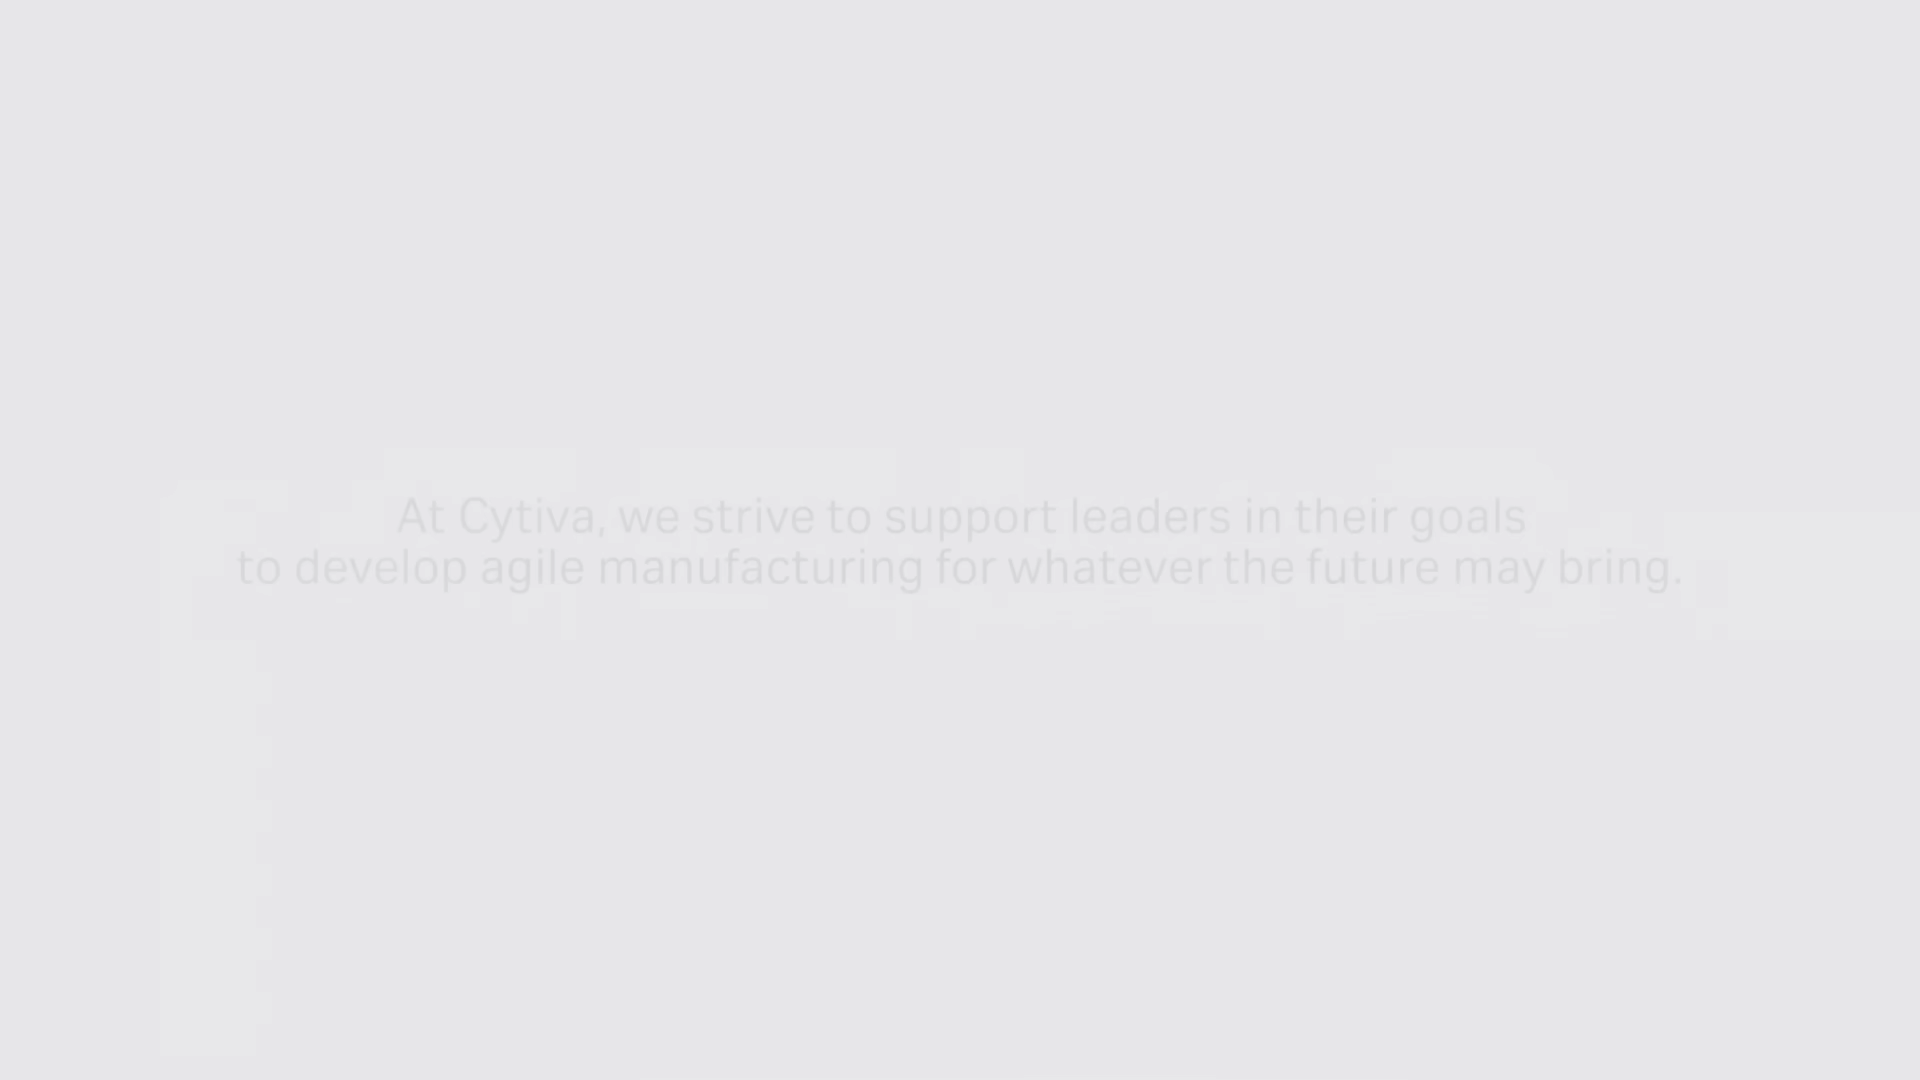 At Cytiva, we strive to support leaders in their goals
to develop agile manufacturing for whatever the future may bring.